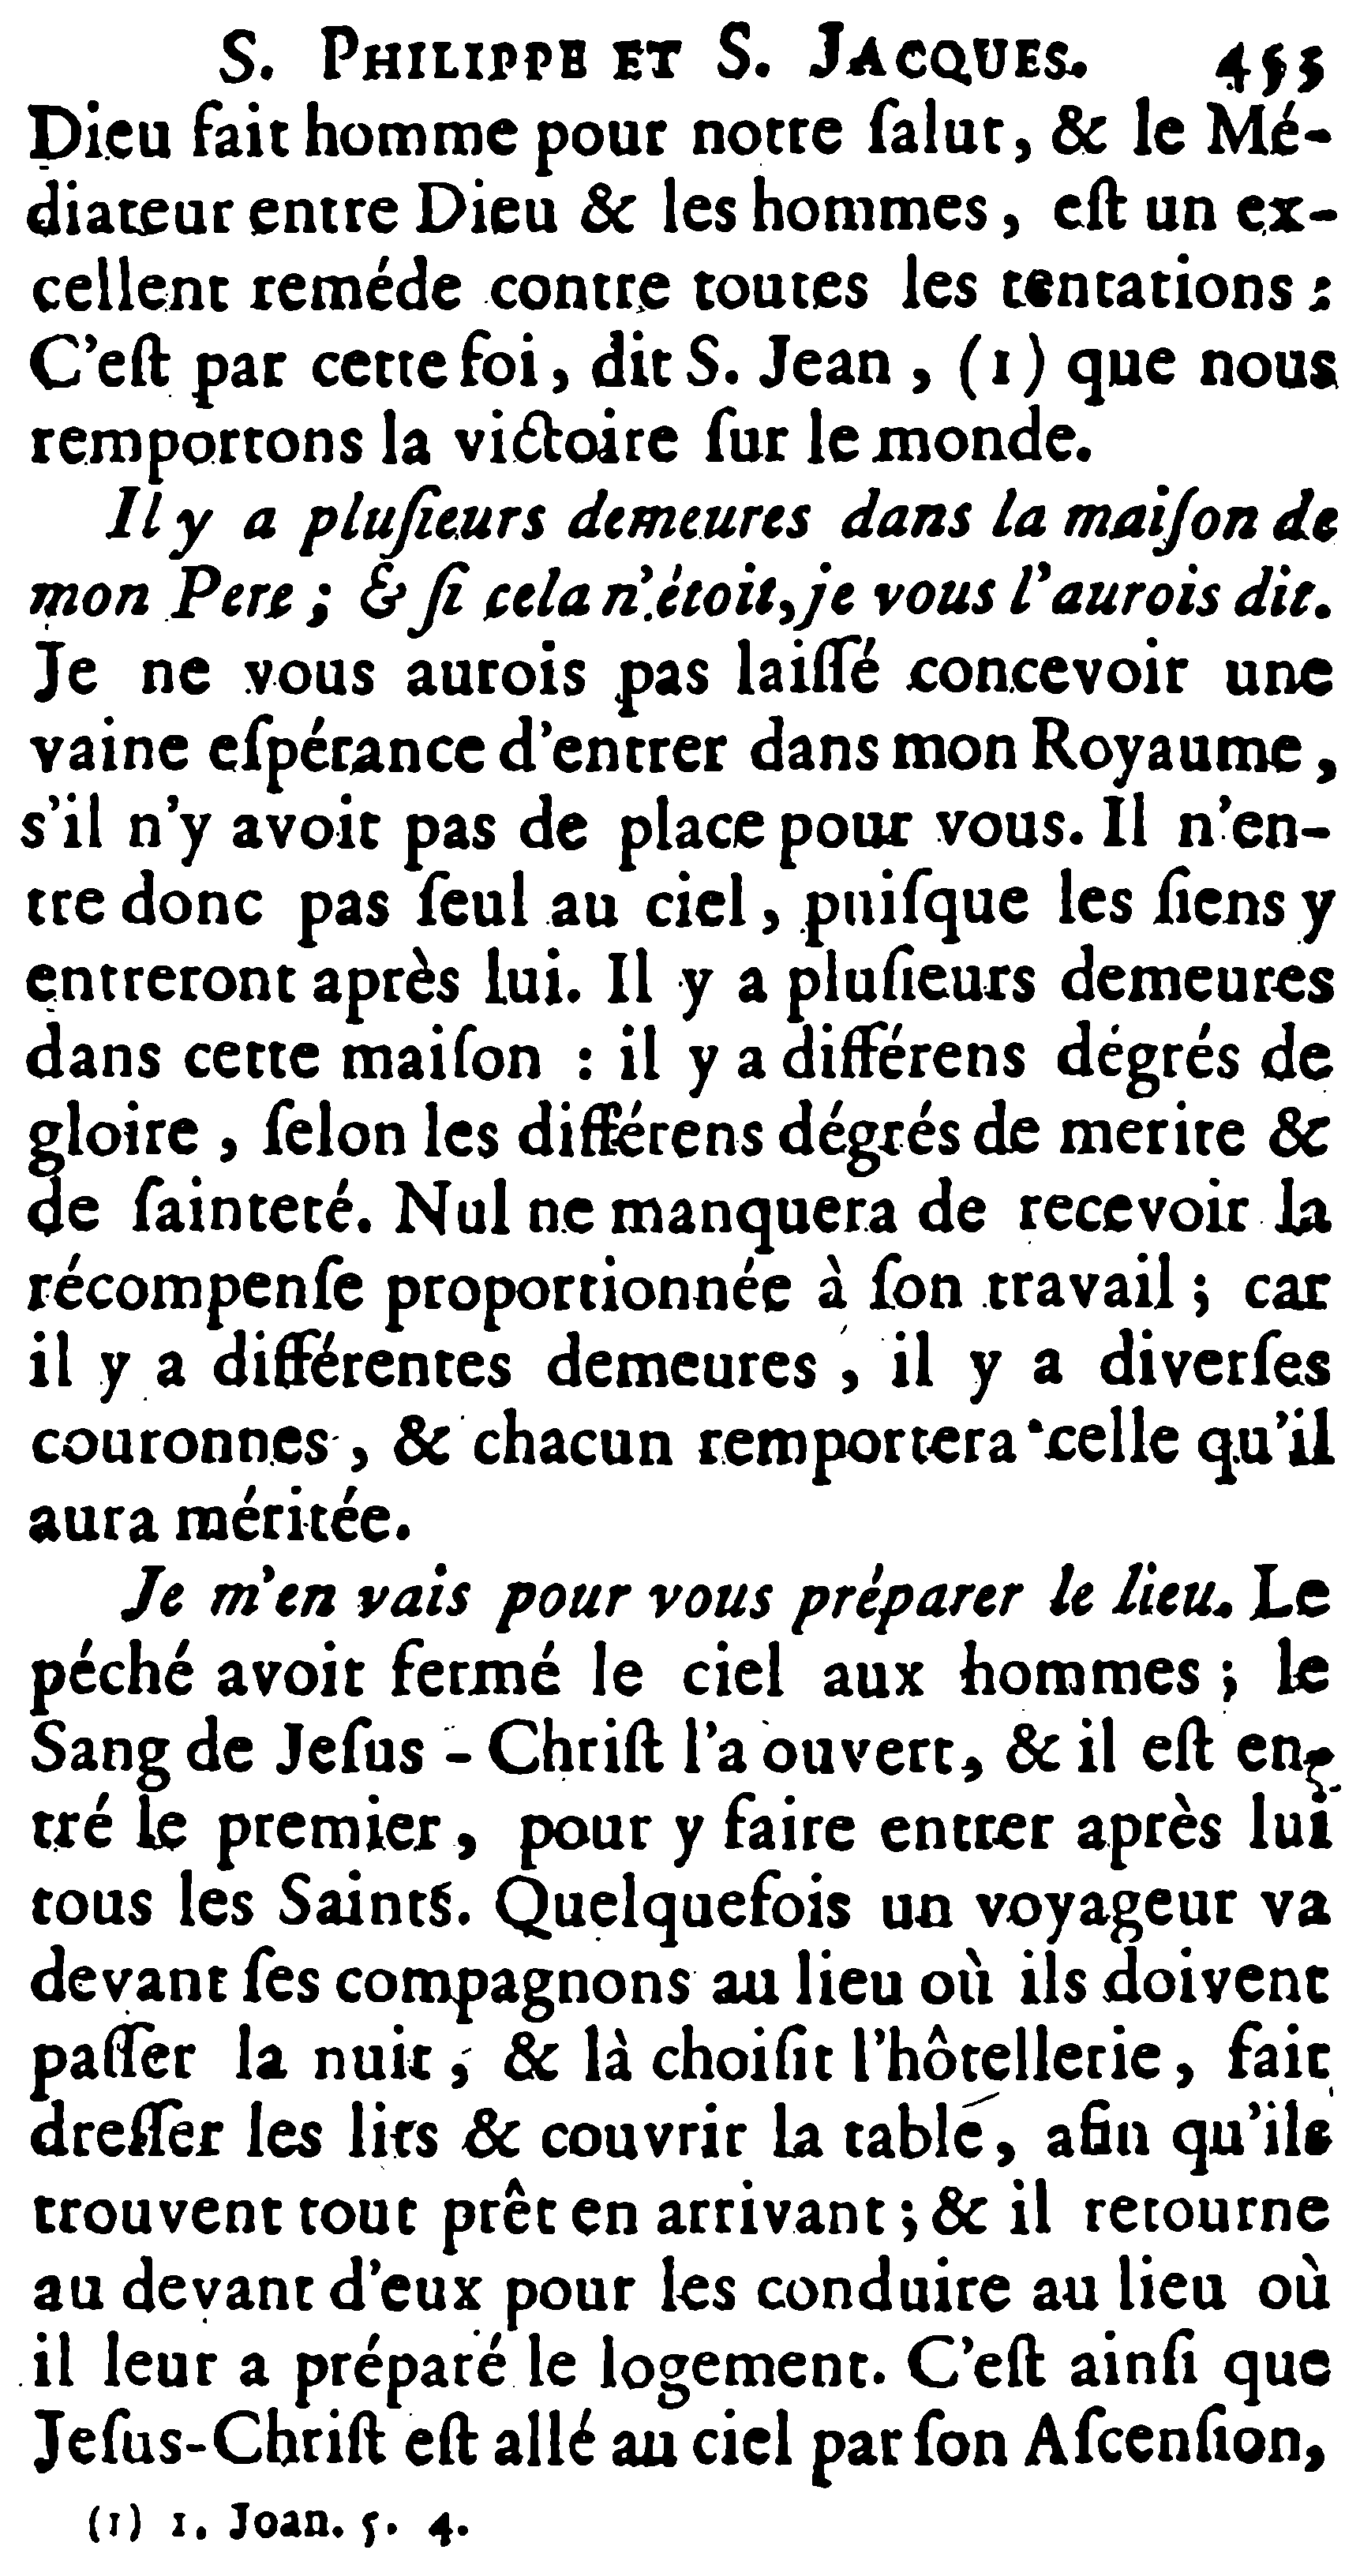 S. PHILIPPE ET S. JACQUES. 455
Dieu fait homme pour notre ſalut, & le Mé-
diateur entre Dieu & les hommes, eſt un ex-
cellent reméde contre toutes les tentations :
C'eſt par cette foi, dit S. Jean, (1) que nous
remportons la victoire ſur le monde.
Il y a pluſieurs demeures dans la maiſon de
mon Pere ; & ſi cela n'étoit, je vous l'aurois dit.
Je ne vous aurois pas laiſſé concevoir une
vaine eſpérance d'entrer dans mon Royaume,
s'il n'y avoit pas de place pour vous. Il n'en-
tre donc pas ſeul au ciel, puiſque les ſiens y
entreront après lui. Il y a pluſieurs demeures
dans cette maiſon : il y a différens dégrés de
gloire, ſelon les différens dégrés de merite &
de ſainteté. Nul ne manquera de recevoir la
récompenſe proportionnée à ſon travail ; car
il y a différentes demeures, il y a diverſes
couronnes, & chacun remportera celle qu'il
aura méritée.
Je m'en vais pour vous préparer le lieu. Le
péché avoit fermé le ciel aux hommes ; le
Sang de Jeſus-Chriſt l'a ouvert, & il eſt en-
tré le premier, pour y faire entrer après lui
tous les Saints. Quelquefois un voyageur va
devant ſes compagnons au lieu où ils doivent
paſſer la nuit, & là choiſit l'hôtellerie, fait
dreſſer les lits & couvrir la table, afin qu'ils
trouvent tout prêt en arrivant ; & il retourne
au devant d'eux pour les conduire au lieu où
il leur a préparé le logement. C'eſt ainſi que
Jeſus-Chriſt eſt allé au ciel par ſon Aſcenſion,
(1) 1. Joan. 5. 4.